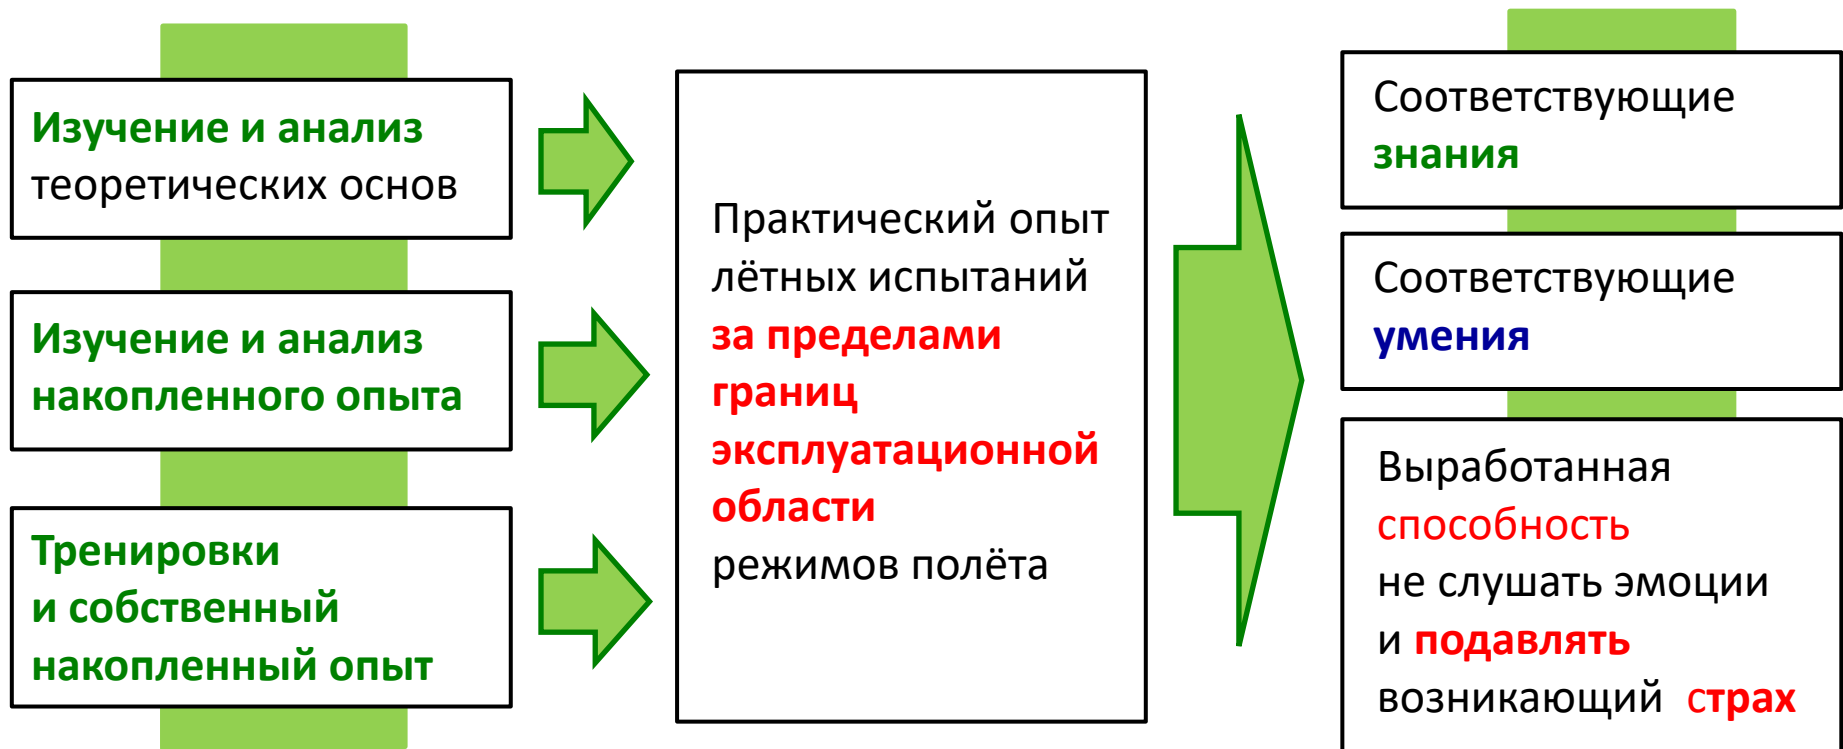 Изучение и анализ
теоретических основ
Изучение и анализ
накопленного опыта
Тренировки
и собственный
накопленный опыт
Практический опыт
лётных испытаний
за пределами
границ
эксплуатационной
области
режимов полёта
Соответствующие
знания
Соответствующие
умения
Выработанная
способность
не слушать эмоции
и подавлять
возникающий страх